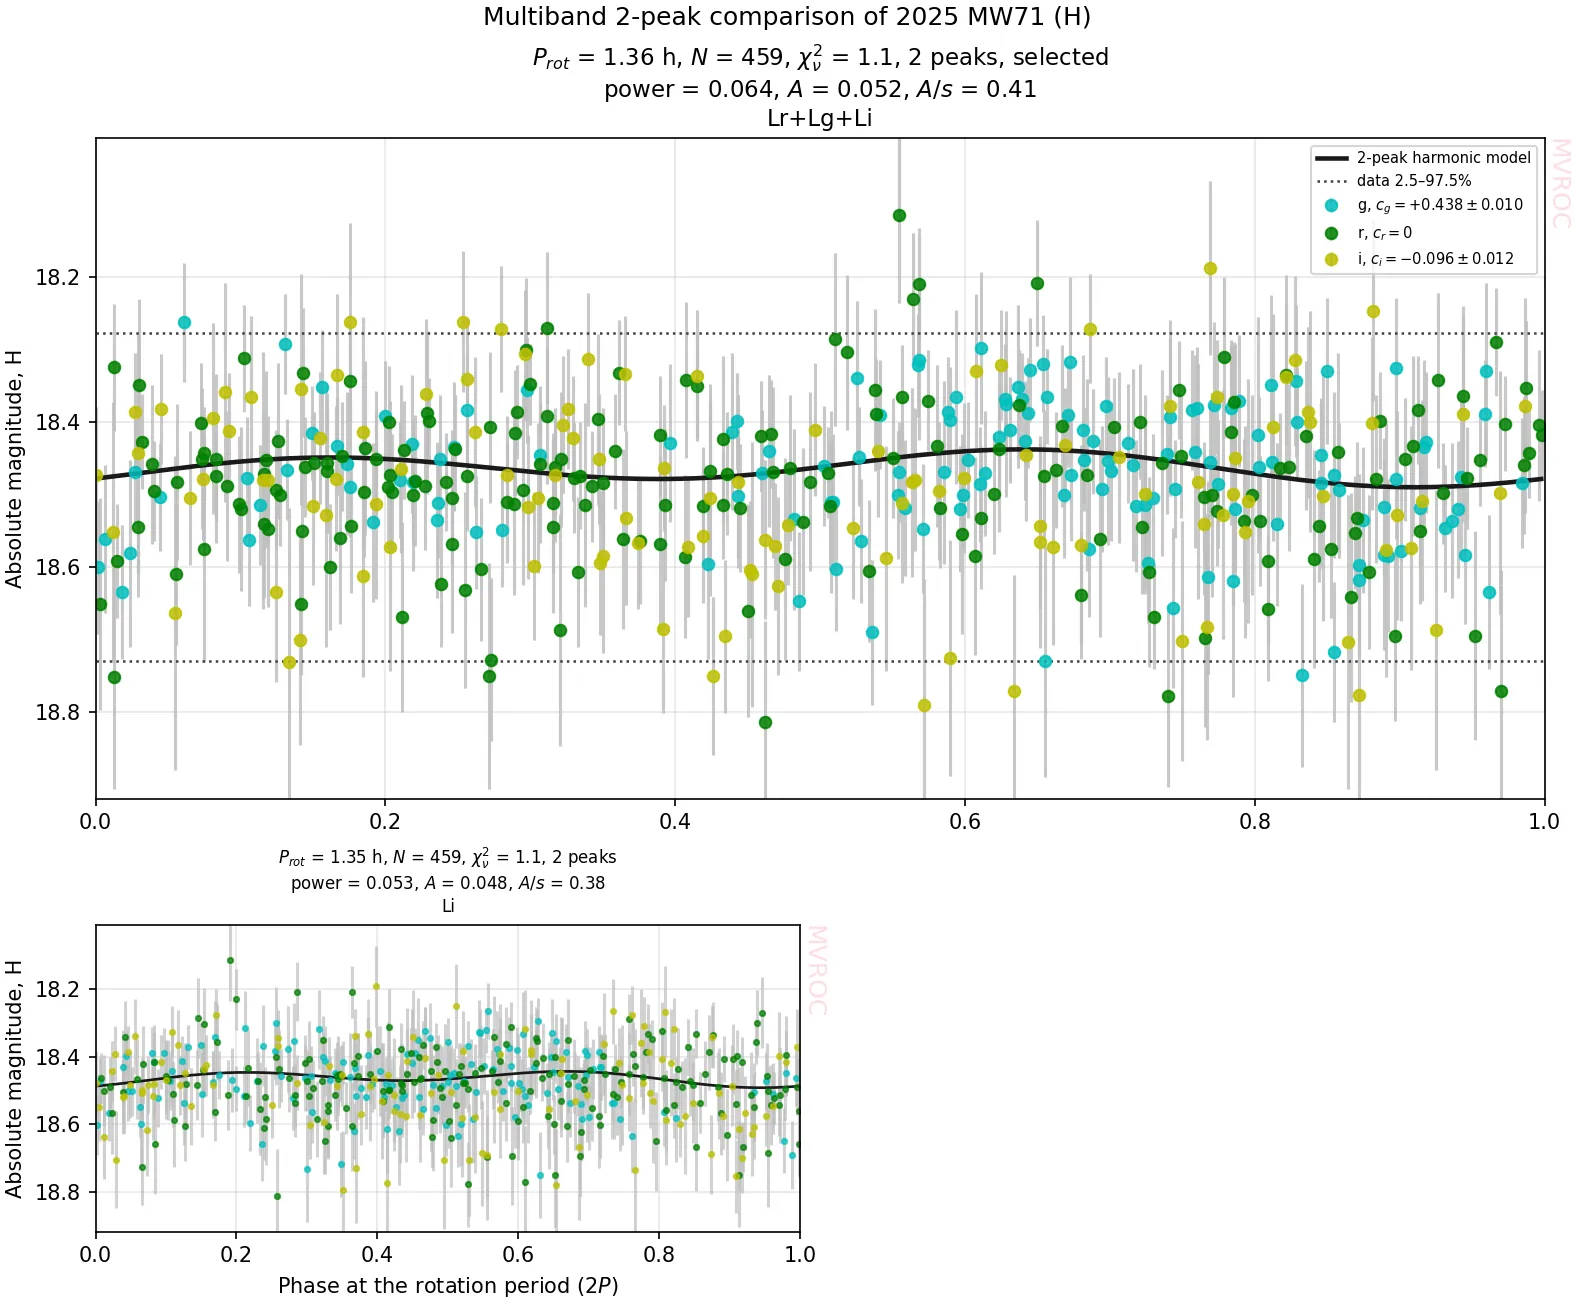 Multiband 2-peak comparison of 2025 MW71 (H)
P_rot = 1.36 h, N = 459, χ²_ν = 1.1, 2 peaks, selected
power = 0.064, A = 0.052, A/s = 0.41
Lr+Lg+Li
2-peak harmonic model
data 2.5–97.5%
g, c_g = +0.438 ± 0.010
r, c_r = 0
i, c_i = −0.096 ± 0.012
MVROC
Absolute magnitude, H
18.2
18.4
18.6
18.8
0.0 0.2 0.4 0.6 0.8 1.0
P_rot = 1.35 h, N = 459, χ²_ν = 1.1, 2 peaks
power = 0.053, A = 0.048, A/s = 0.38
Li
MVROC
Absolute magnitude, H
18.2
18.4
18.6
18.8
0.0 0.2 0.4 0.6 0.8 1.0
Phase at the rotation period (2P)